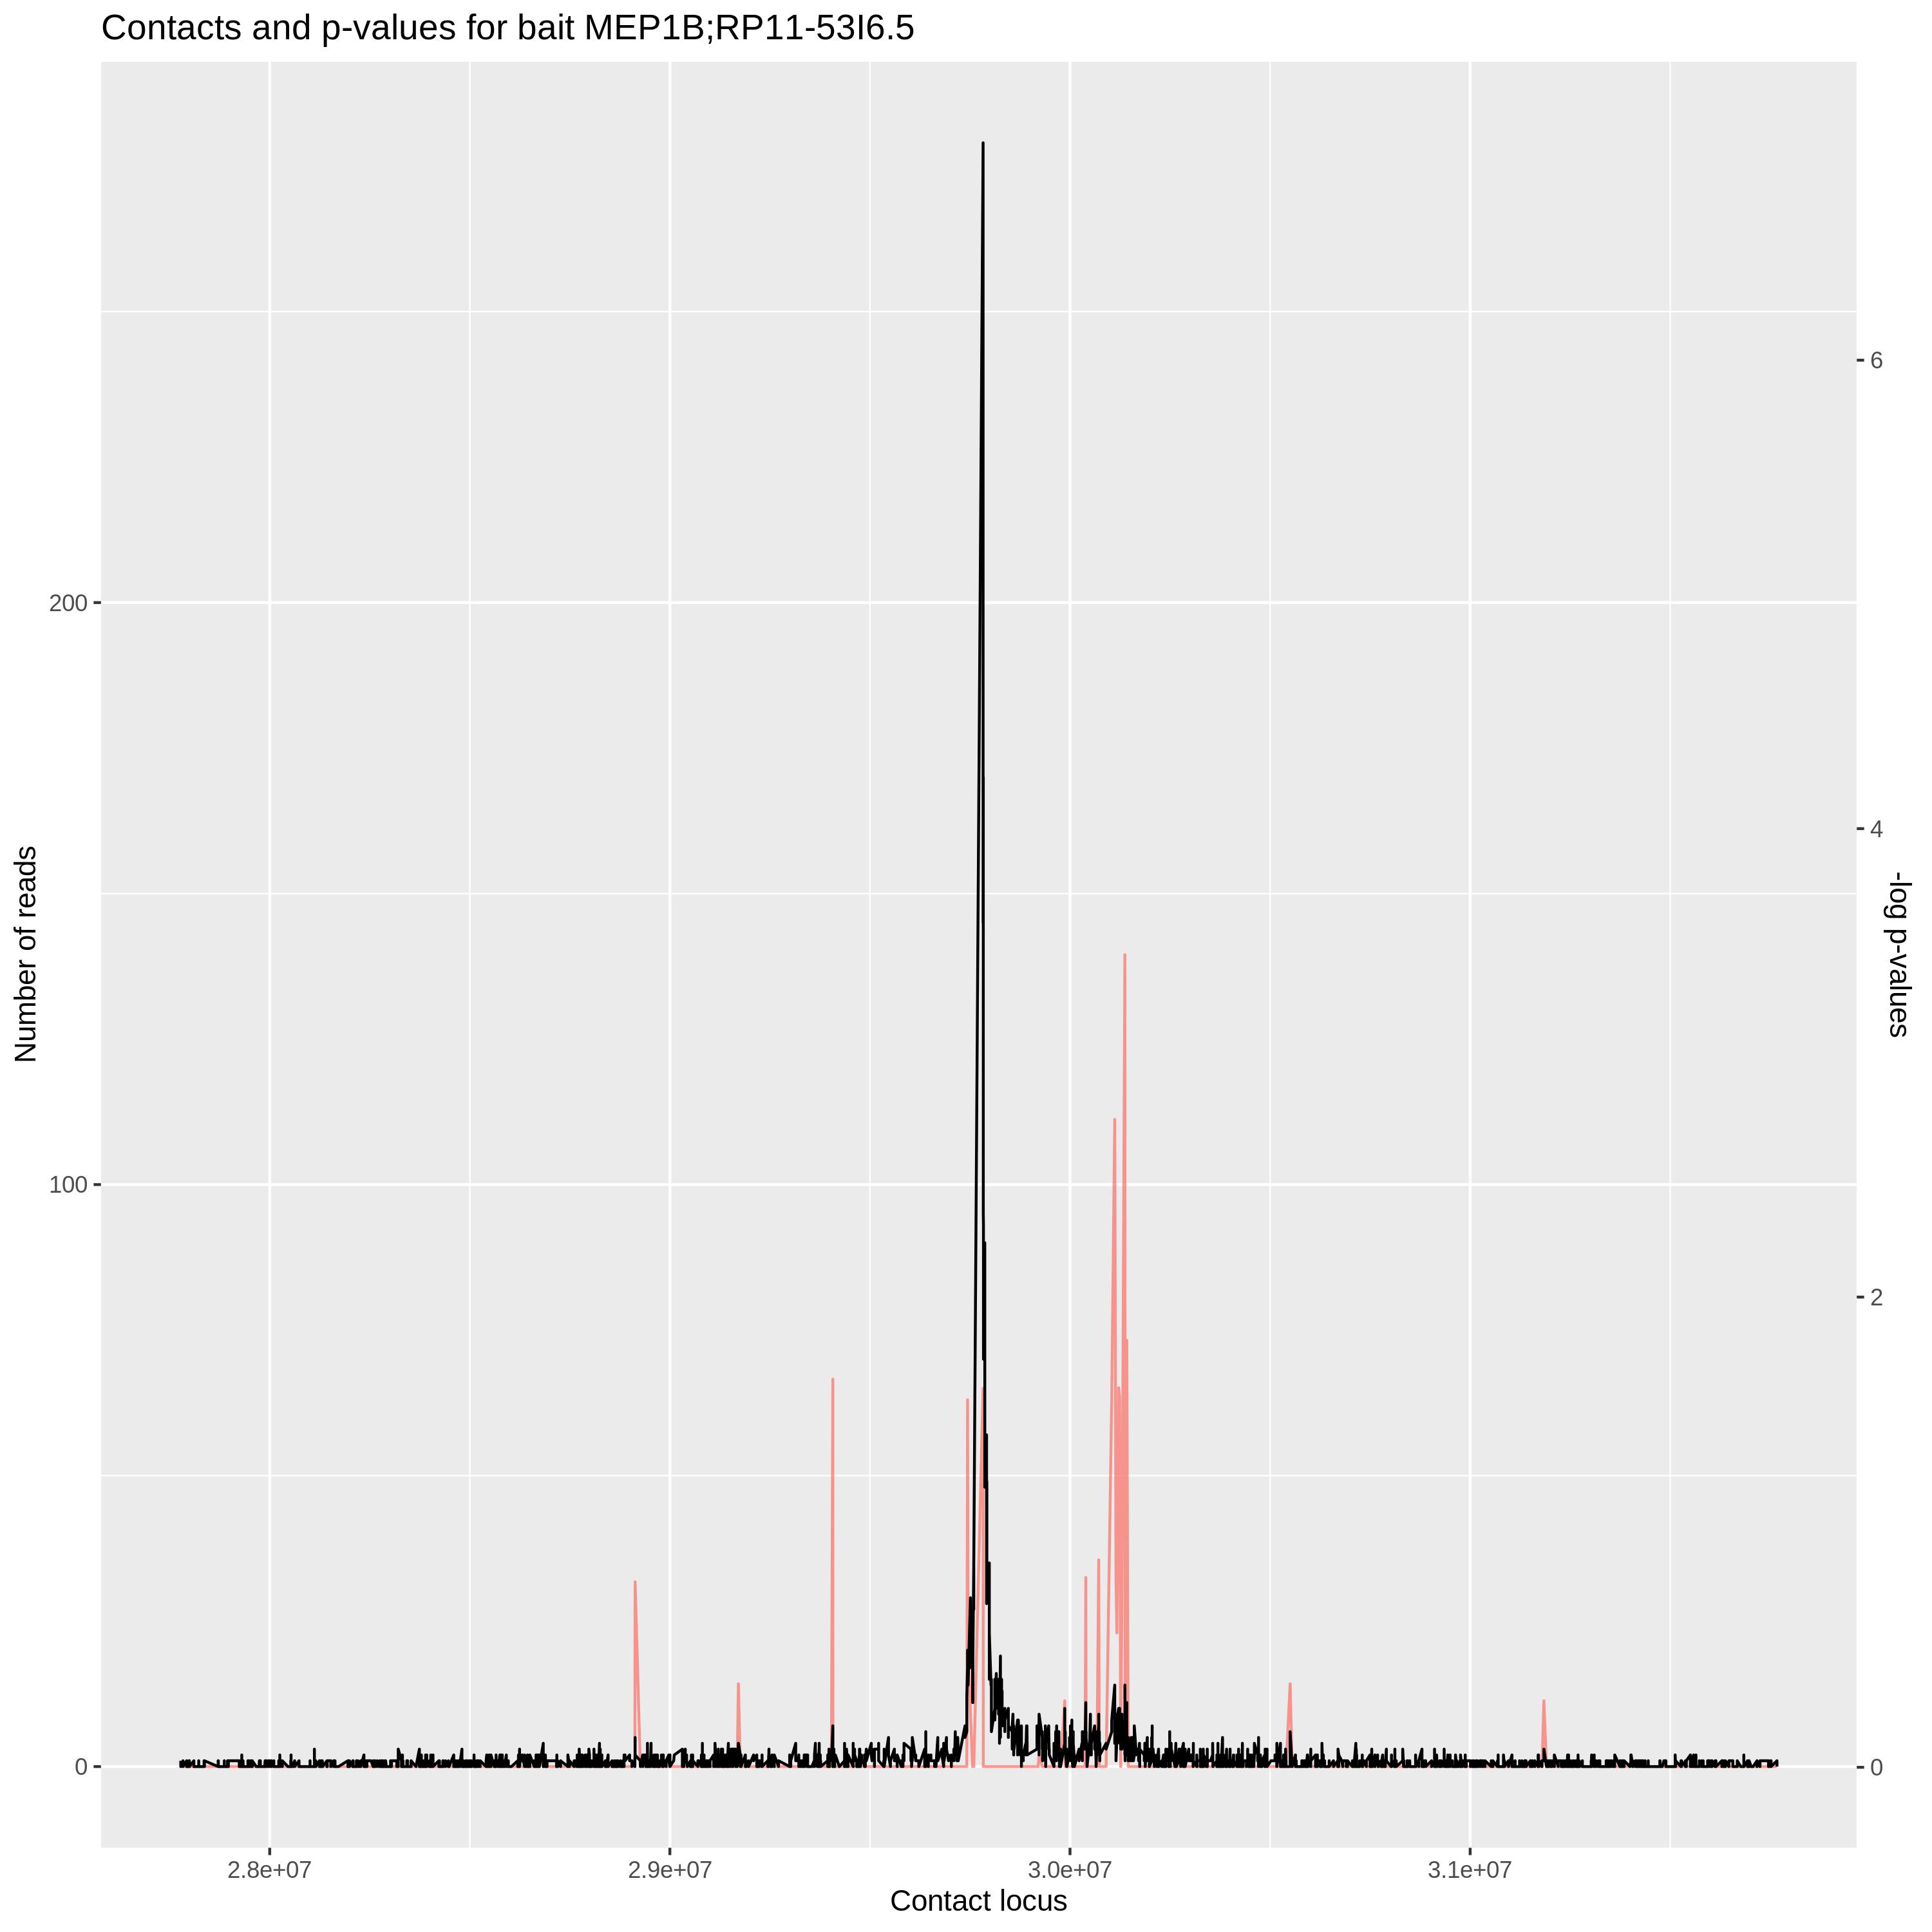 Contacts and p-values for bait MEP1B;RP11-53I6.5
Number of reads
200
100
0
6
4
2
0
-log p-values
2.8e+07
2.9e+07
3.0e+07
3.1e+07
Contact locus